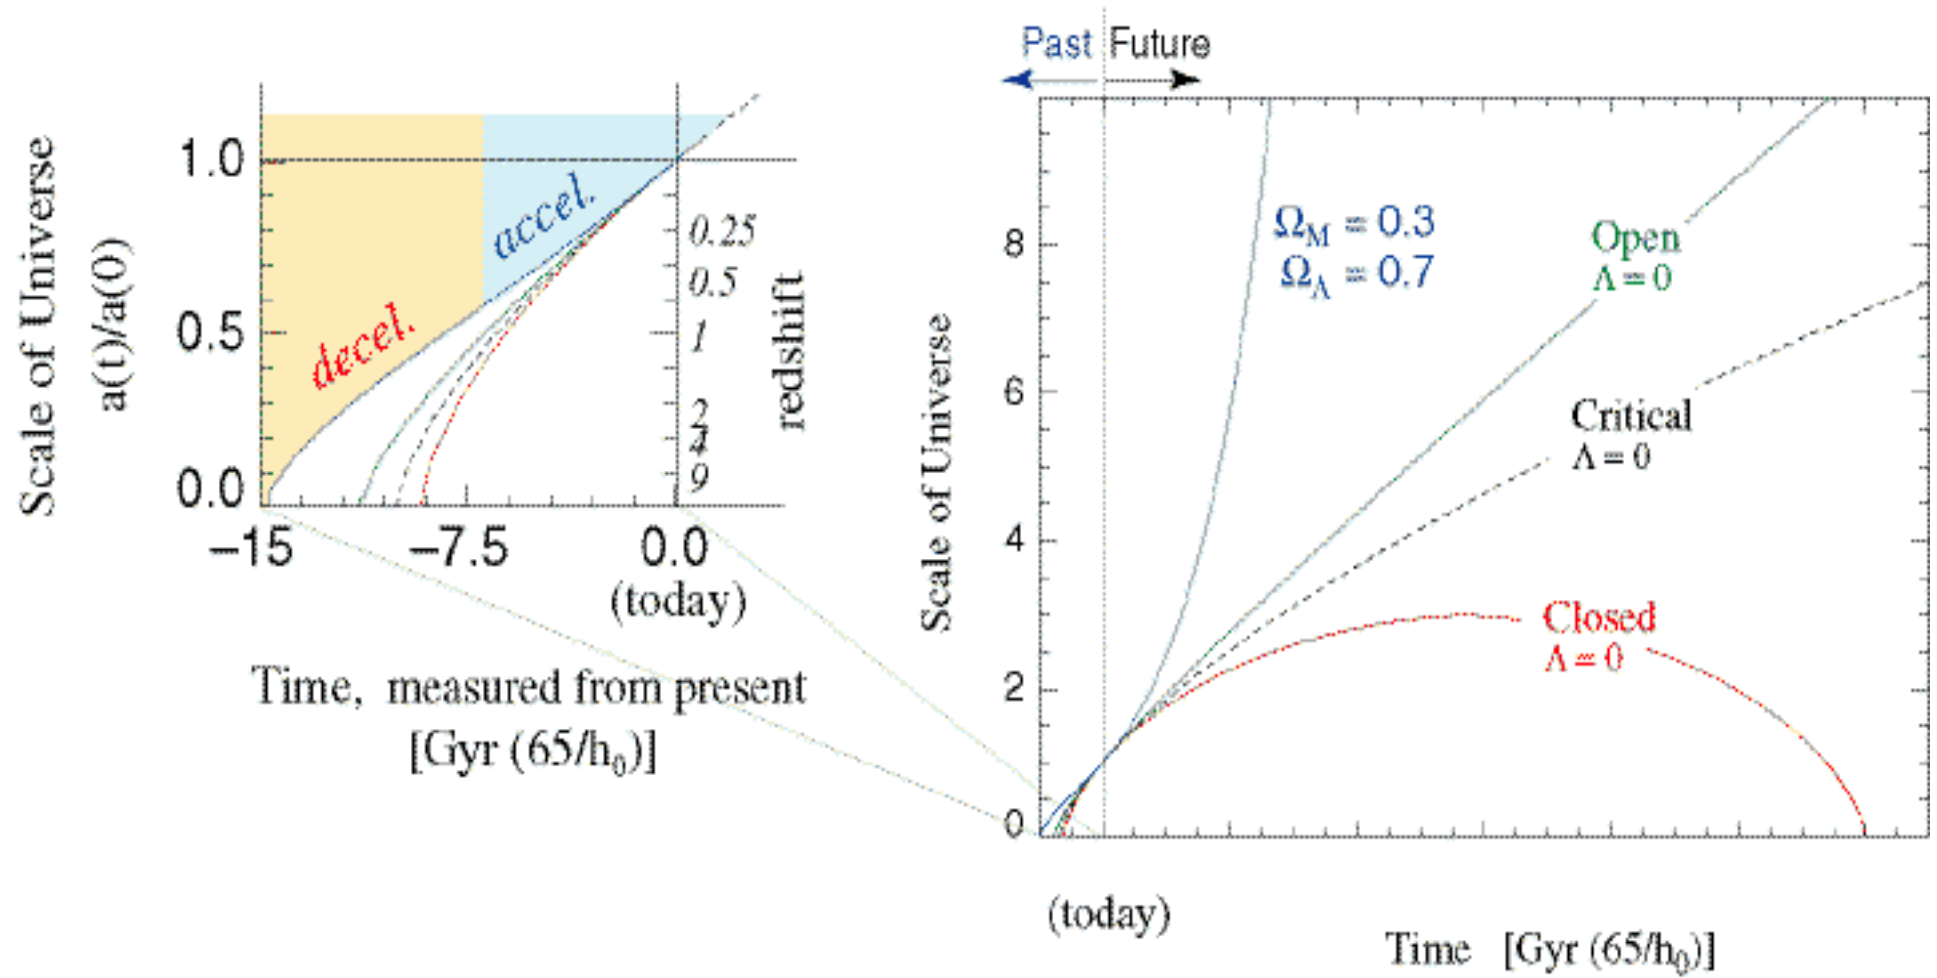 Past
Future
Scale of Universe
a(t)/a(0)
1.0
0.5
0.0
accel.
decel.
0.25
0.5
1
2
4
9
redshift
−15
−7.5
0.0
(today)
Time, measured from present
[Gyr (65/h₀)]
Scale of Universe
8
6
4
2
0
Ω_M = 0.3
Ω_Λ = 0.7
Open
Λ = 0
Critical
Λ = 0
Closed
Λ = 0
(today)
Time [Gyr (65/h₀)]